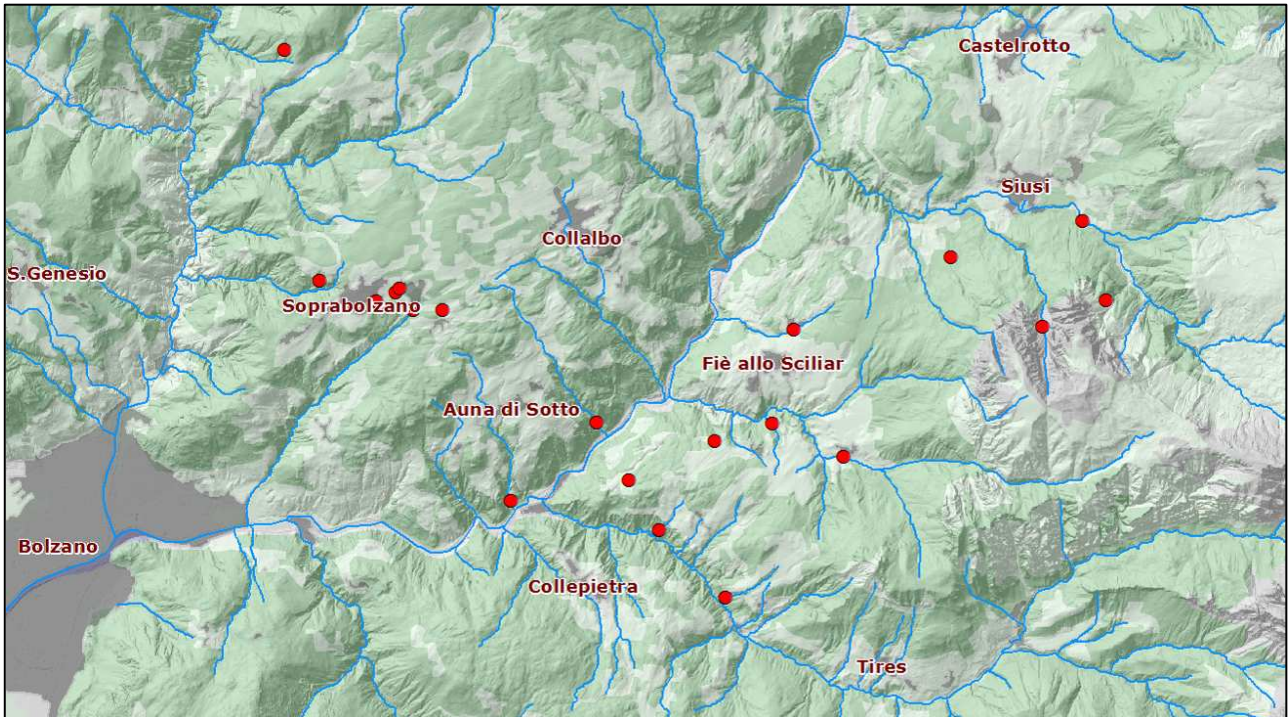 Castelrotto
Siusi
Collalbo
S.Genesio
Soprabolzano
Fiè allo Sciliar
Auna di Sotto
Bolzano
Collepietra
Tires